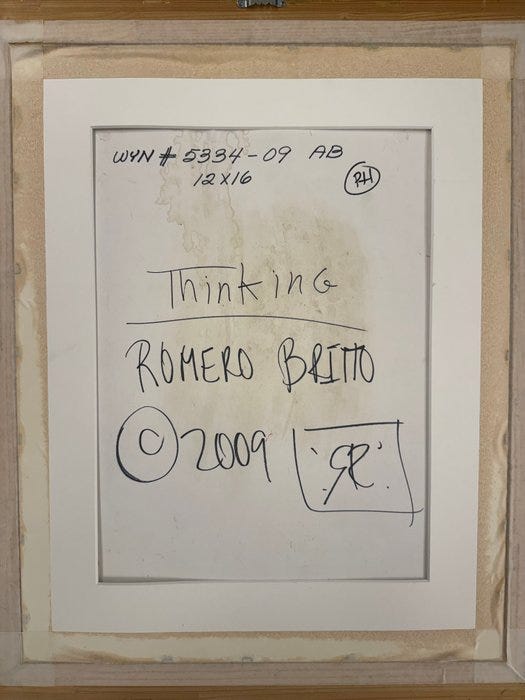 WYN # 5334-09 AB
12x16
RH
Thinking
ROMERO BRITTO
© 2009